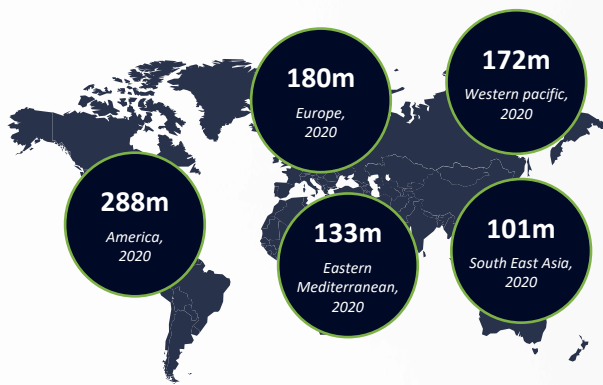 180m
Europe,
2020
172m
Western pacific,
2020
288m
America,
2020
133m
Eastern
Mediterranean,
2020
101m
South East Asia,
2020